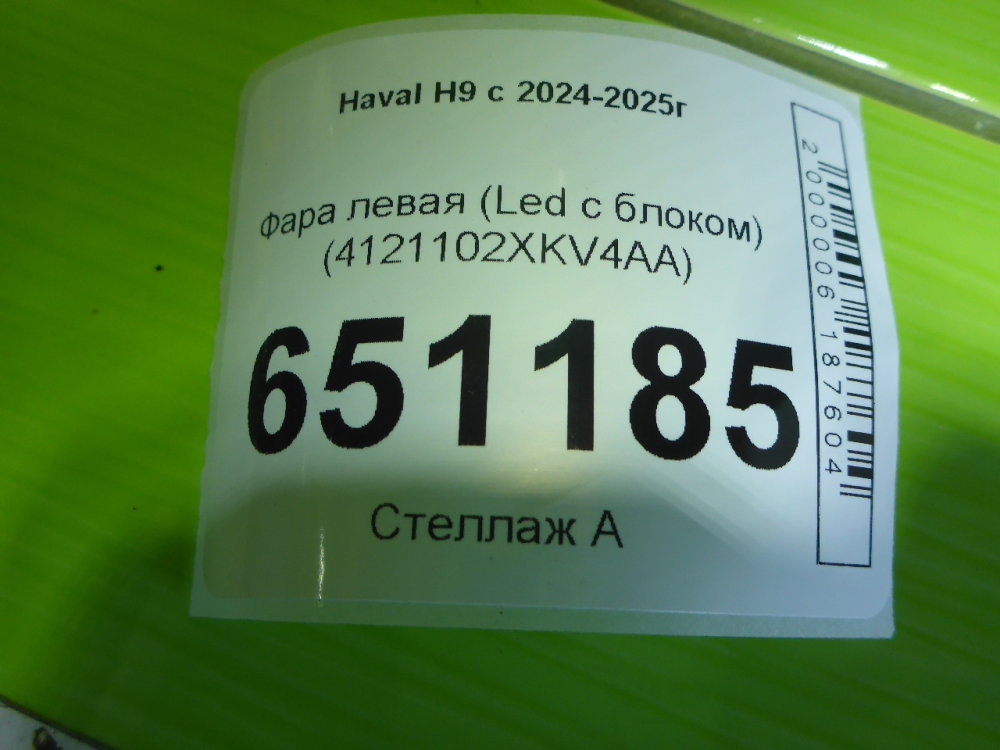 Haval H9 с 2024-2025г
Фара левая (Led с блоком)
(4121102XKV4AA)
651185
Стеллаж А
2000006187604